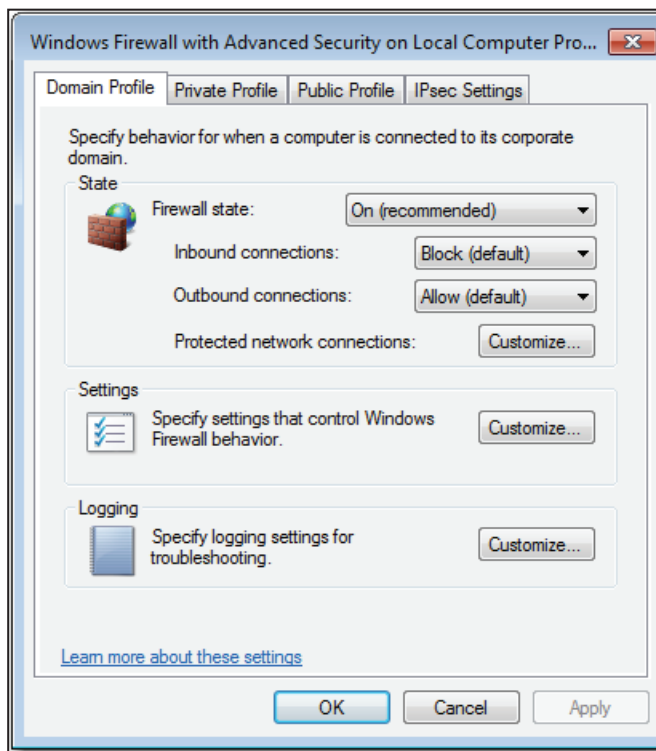 Windows Firewall with Advanced Security on Local Computer Pro...
Domain Profile Private Profile Public Profile IPsec Settings
Specify behavior for when a computer is connected to its corporate
domain.
State
Firewall state: On (recommended)
Inbound connections: Block (default)
Outbound connections: Allow (default)
Protected network connections: Customize...
Settings
Specify settings that control Windows
Firewall behavior.
Customize...
Logging
Specify logging settings for
troubleshooting.
Customize...
Learn more about these settings
OK Cancel Apply